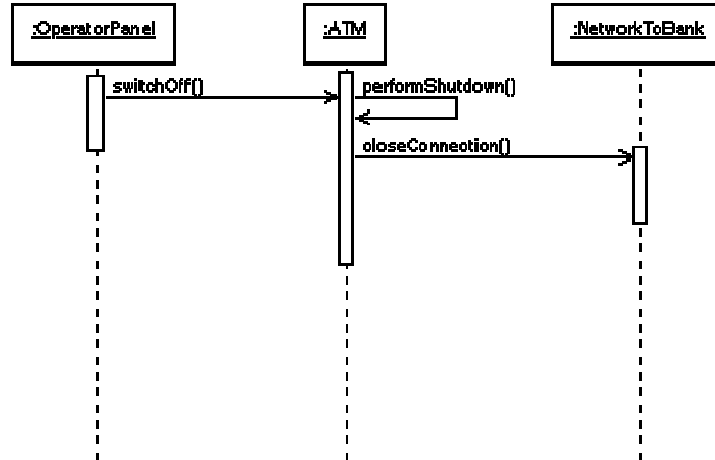 :OperatorPanel
:ATM
:NetworkToBank
switchOff()
performShutdown()
closeConnection()